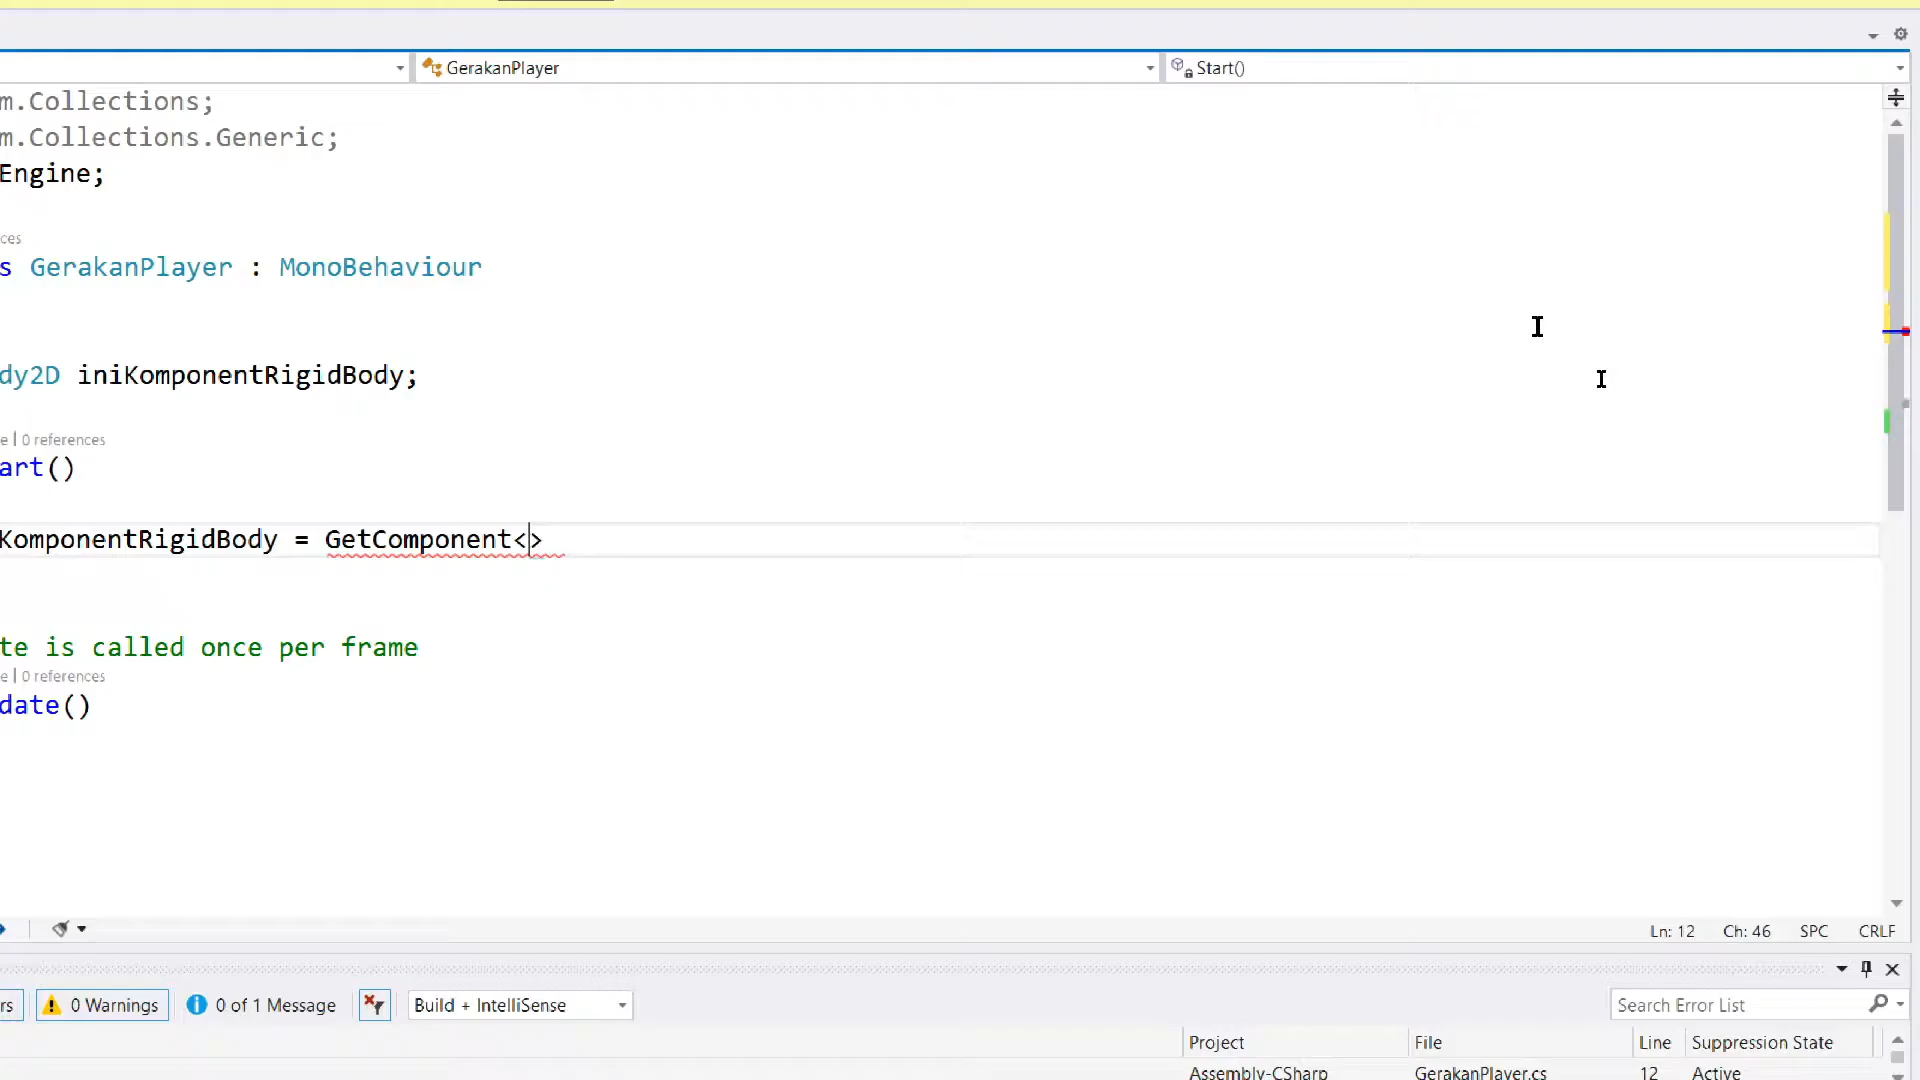 GerakanPlayer
Start()
m.Collections;
m.Collections.Generic;
Engine;
ces
s GerakanPlayer : MonoBehaviour
dy2D iniKomponentRigidBody;
e | 0 references
art()
KomponentRigidBody = GetComponent<>
te is called once per frame
e | 0 references
date()
Ln: 12 Ch: 46 SPC CRLF
rs 0 Warnings 0 of 1 Message Build + IntelliSense Search Error List
Project File Line Suppression State
Assembly-CSharp GerakanPlayer.cs 12 Active